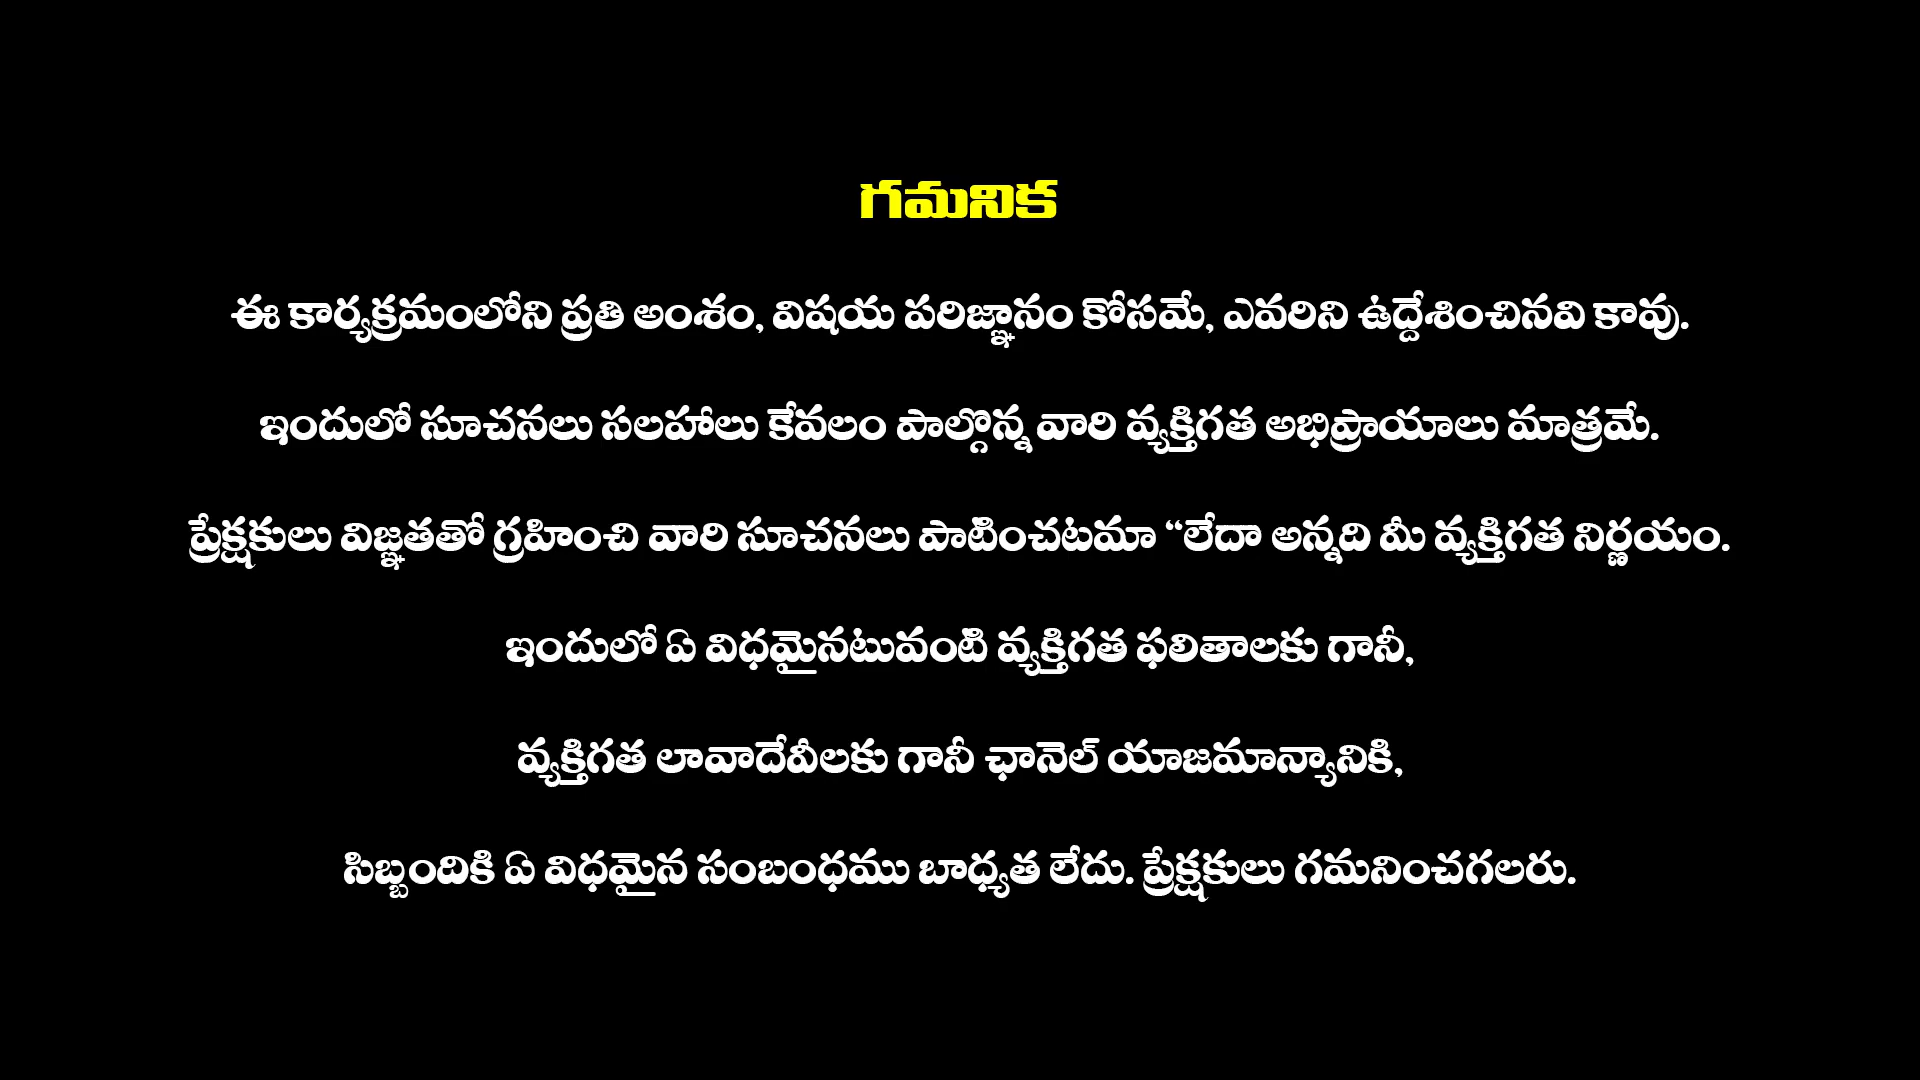 గమనిక
ఈ కార్యక్రమంలోని ప్రతి అంశం, విషయ పరిజ్ఞానం కోసమే, ఎవరిని ఉద్దేశించినవి కావు.
ఇందులో సూచనలు సలహాలు కేవలం పాల్గొన్న వారి వ్యక్తిగత అభిప్రాయాలు మాత్రమే.
ప్రేక్షకులు విజ్ఞతతో గ్రహించి వారి సూచనలు పాటించటమా “లేదా అన్నది మీ వ్యక్తిగత నిర్ణయం.
ఇందులో ఏ విధమైనటువంటి వ్యక్తిగత ఫలితాలకు గానీ,
వ్యక్తిగత లావాదేవీలకు గానీ ఛానెల్ యాజమాన్యానికి,
సిబ్బందికి ఏ విధమైన సంబంధము బాధ్యత లేదు. ప్రేక్షకులు గమనించగలరు.